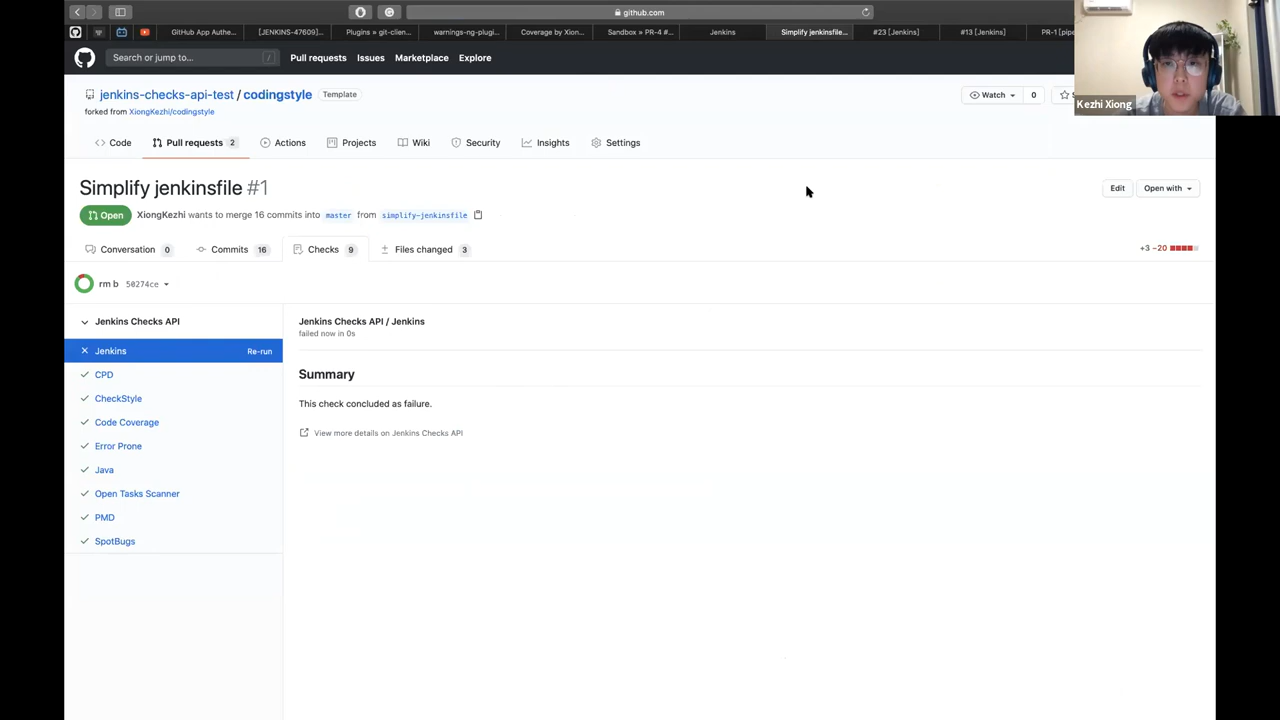 github.com
GitHub App Authe...
[JENKINS-47609]...
Plugins » git-clien...
warnings-ng-plugi...
Coverage by Xion...
Sandbox » PR-4 #...
Jenkins
Simplify jenkinsfile...
#23 [Jenkins]
#13 [Jenkins]
PR-1 [pipe
Search or jump to...
/
Pull requests
Issues
Marketplace
Explore
jenkins-checks-api-test / codingstyle
Template
forked from XiongKezhi/codingstyle
Watch
0
Kezhi Xiong
Code
Pull requests 2
Actions
Projects
Wiki
Security
Insights
Settings
Simplify jenkinsfile #1
Edit
Open with
Open
XiongKezhi wants to merge 16 commits into master from simplify-jenkinsfile
Conversation 0
Commits 16
Checks 9
Files changed 3
+3 −20
rm b 50274ce
Jenkins Checks API
Jenkins
Re-run
CPD
CheckStyle
Code Coverage
Error Prone
Java
Open Tasks Scanner
PMD
SpotBugs
Jenkins Checks API / Jenkins
failed now in 0s
Summary
This check concluded as failure.
View more details on Jenkins Checks API